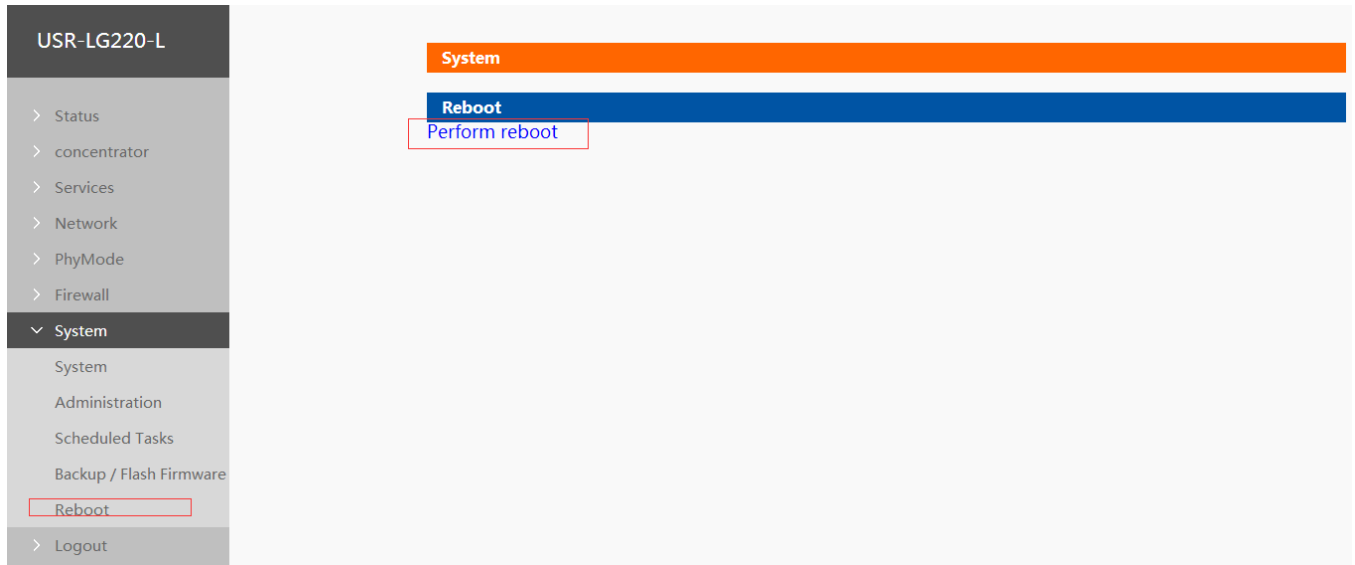 USR-LG220-L
Status
concentrator
Services
Network
PhyMode
Firewall
System
System
Administration
Scheduled Tasks
Backup / Flash Firmware
Reboot
Logout
System
Reboot
Perform reboot